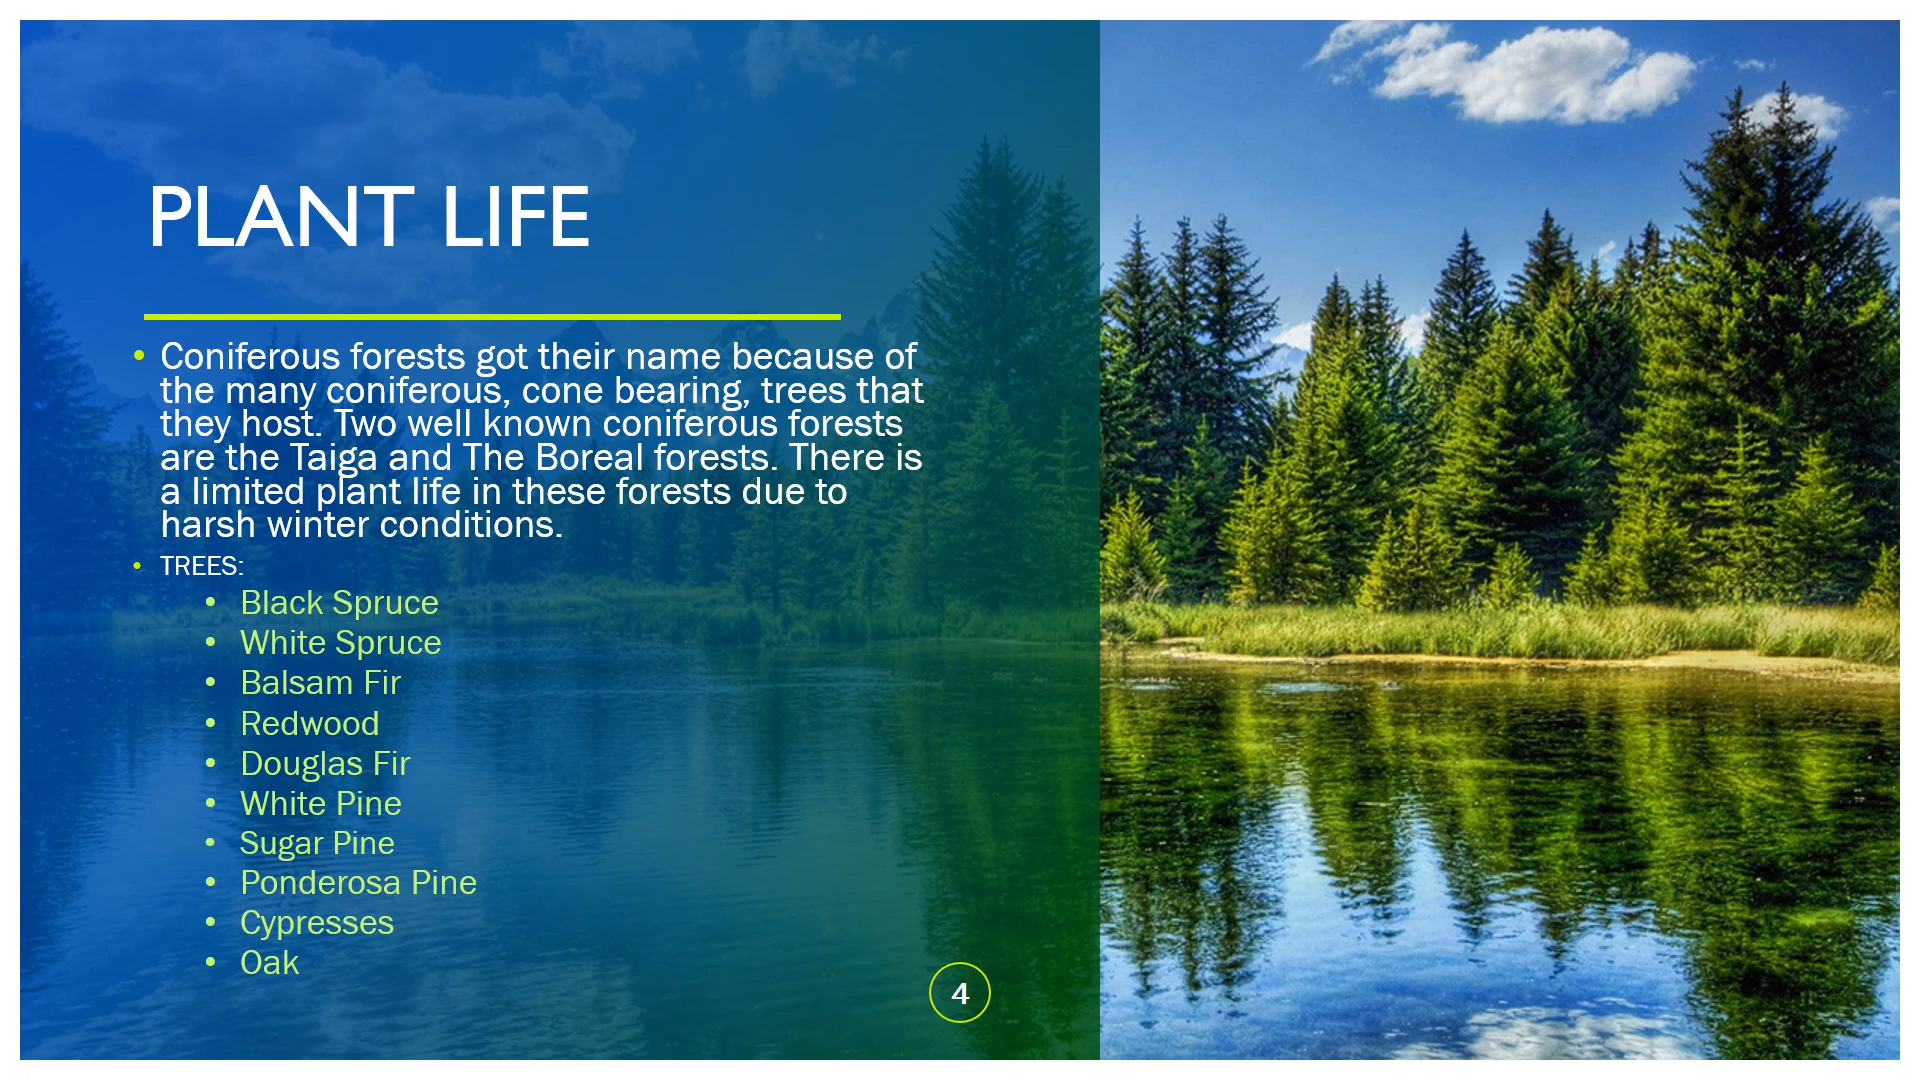 PLANT LIFE
• Coniferous forests got their name because of
the many coniferous, cone bearing, trees that
they host. Two well known coniferous forests
are the Taiga and The Boreal forests. There is
a limited plant life in these forests due to
harsh winter conditions.
• TREES:
• Black Spruce
• White Spruce
• Balsam Fir
• Redwood
• Douglas Fir
• White Pine
• Sugar Pine
• Ponderosa Pine
• Cypresses
• Oak
4